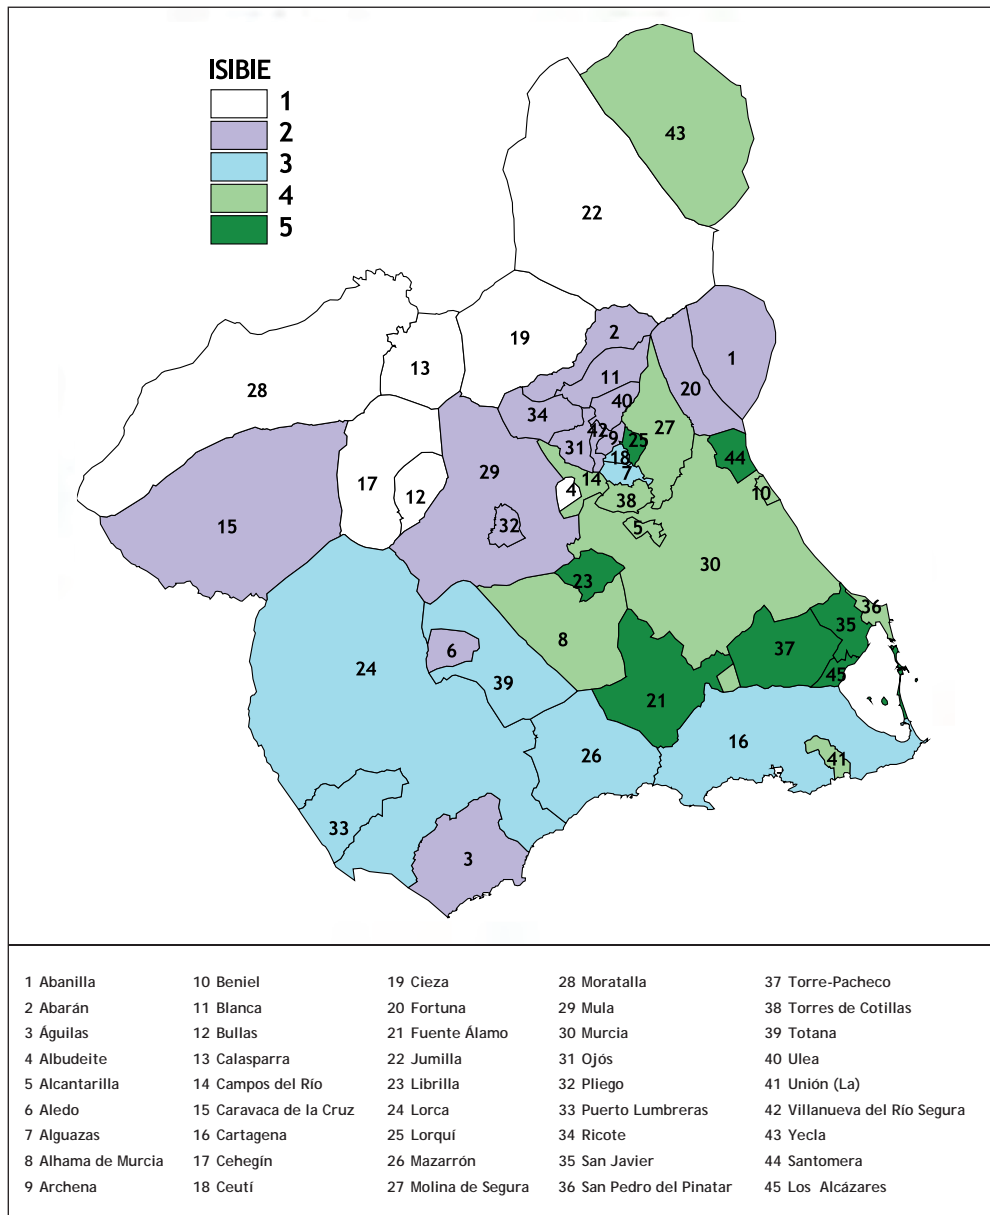 ISIBIE
1
2
3
4
5
43
22
19
2
1
13
11
28
20
40
34
27
42
9
25
31
18
44
29
7
17
14
12
4
10
38
15
32
5
30
23
36
35
8
6
37
24
39
45
21
16
26
41
33
3
1 Abanilla
2 Abarán
3 Águilas
4 Albudeite
5 Alcantarilla
6 Aledo
7 Alguazas
8 Alhama de Murcia
9 Archena
10 Beniel
11 Blanca
12 Bullas
13 Calasparra
14 Campos del Río
15 Caravaca de la Cruz
16 Cartagena
17 Cehegín
18 Ceutí
19 Cieza
20 Fortuna
21 Fuente Álamo
22 Jumilla
23 Librilla
24 Lorca
25 Lorquí
26 Mazarrón
27 Molina de Segura
28 Moratalla
29 Mula
30 Murcia
31 Ojós
32 Pliego
33 Puerto Lumbreras
34 Ricote
35 San Javier
36 San Pedro del Pinatar
37 Torre-Pacheco
38 Torres de Cotillas
39 Totana
40 Ulea
41 Unión (La)
42 Villanueva del Río Segura
43 Yecla
44 Santomera
45 Los Alcázares